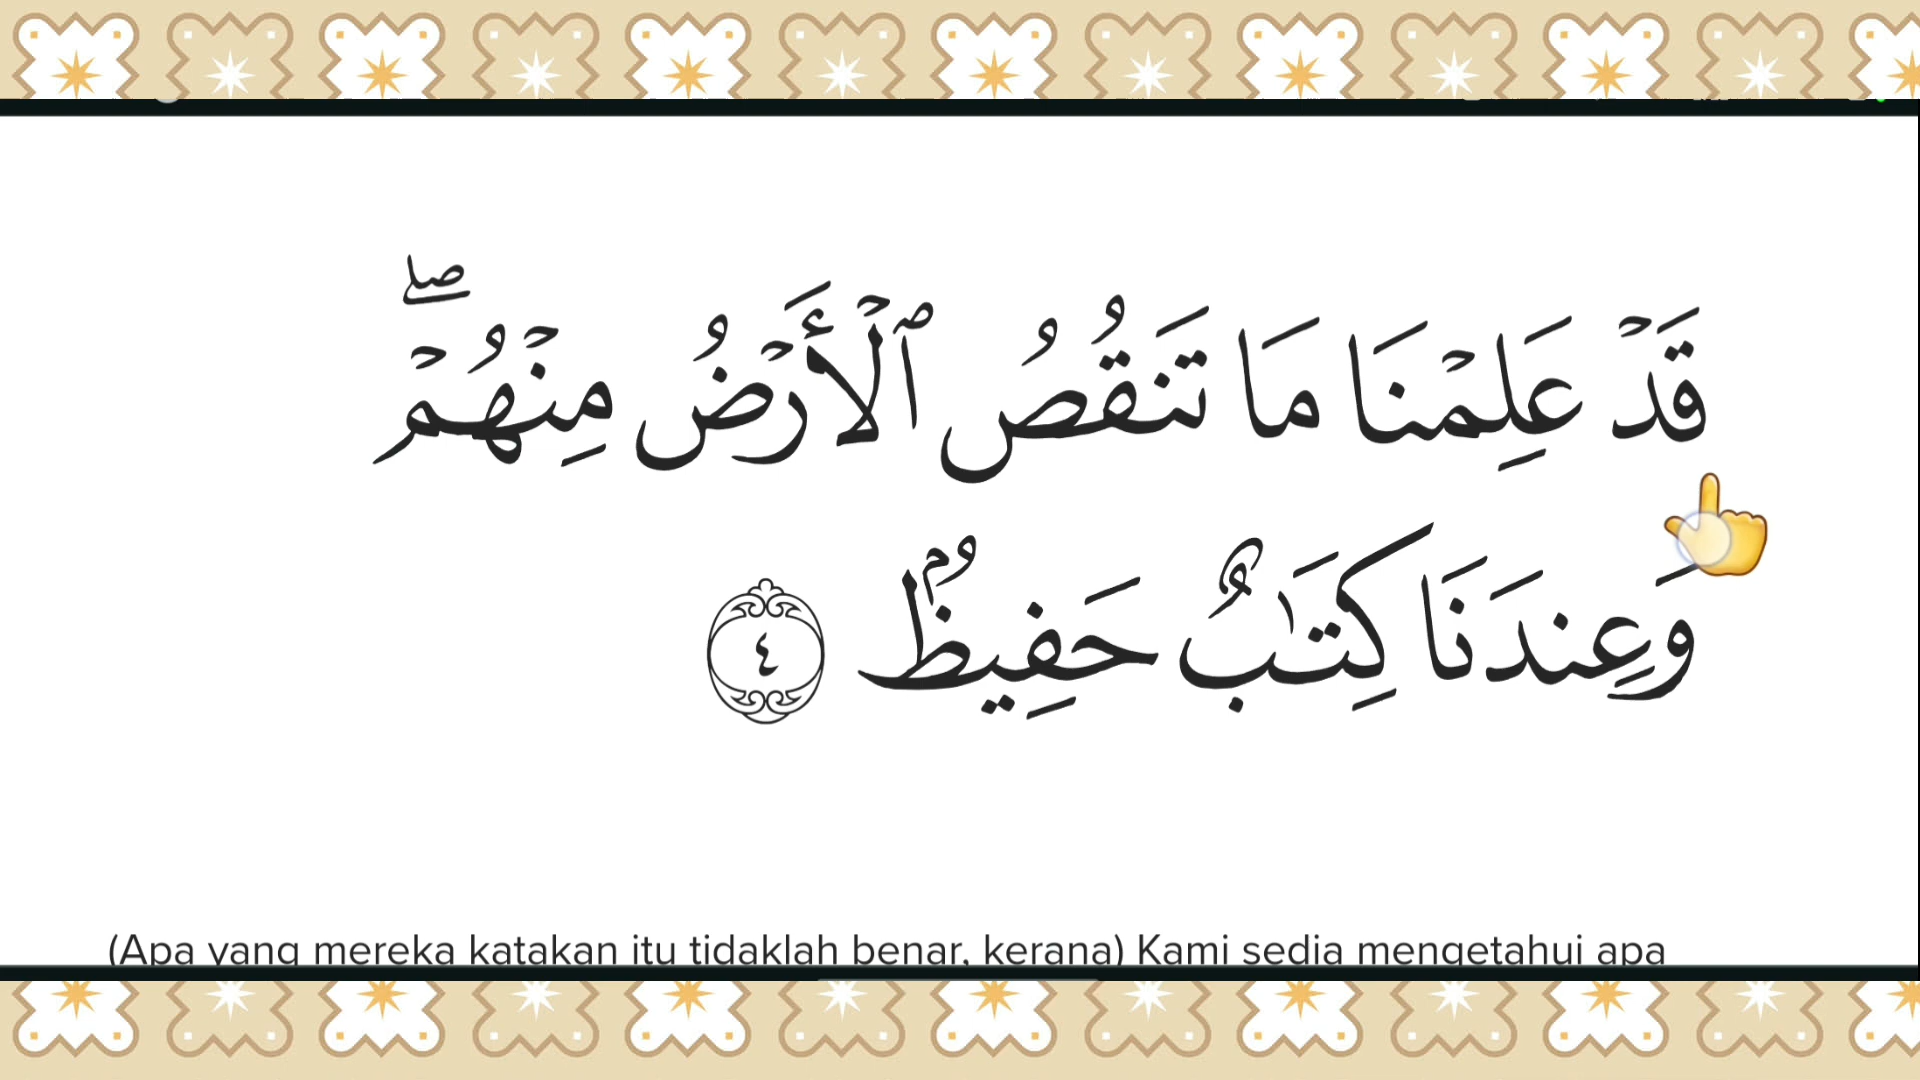 قَدْ عَلِمْنَا مَا تَنقُصُ ٱلْأَرْضُ مِنْهُمْ ۖ
وَعِندَنَا كِتَـٰبٌ حَفِيظٌۢ ٤
(Apa yang mereka katakan itu tidaklah benar, kerana) Kami sedia mengetahui apa